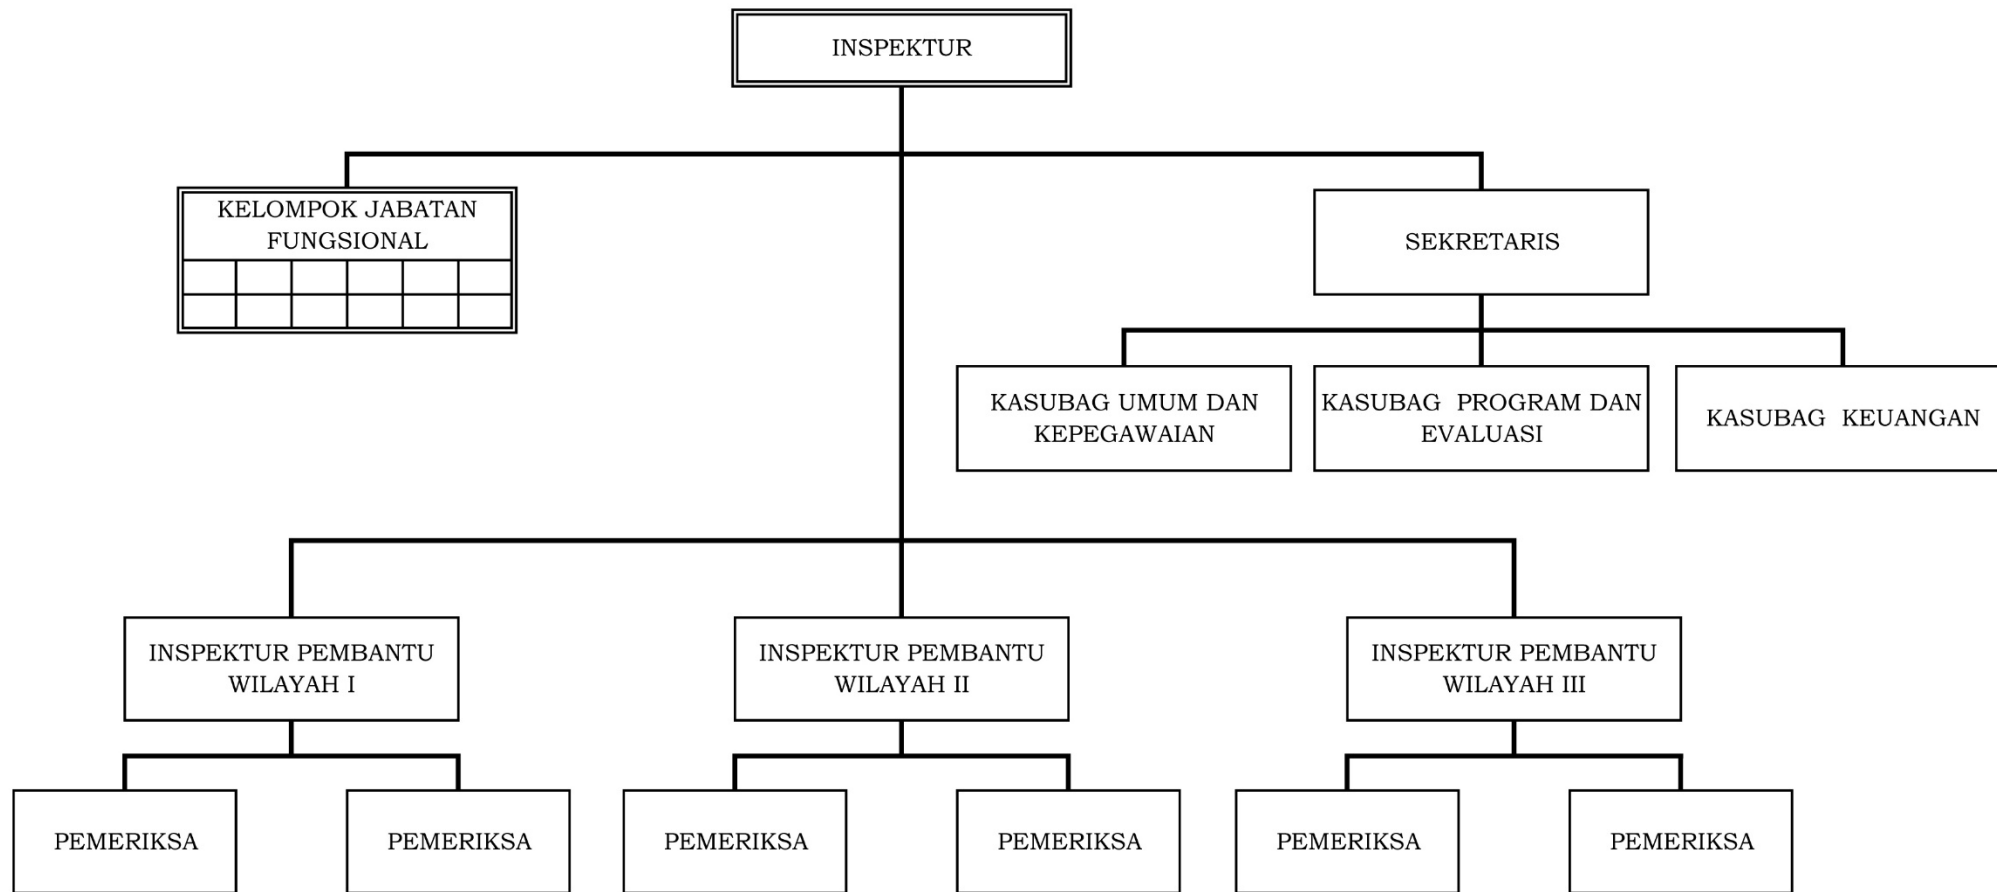 INSPEKTUR
KELOMPOK JABATAN
FUNGSIONAL
SEKRETARIS
KASUBAG UMUM DAN
KEPEGAWAIAN
KASUBAG PROGRAM DAN
EVALUASI
KASUBAG KEUANGAN
INSPEKTUR PEMBANTU
WILAYAH I
INSPEKTUR PEMBANTU
WILAYAH II
INSPEKTUR PEMBANTU
WILAYAH III
PEMERIKSA
PEMERIKSA
PEMERIKSA
PEMERIKSA
PEMERIKSA
PEMERIKSA